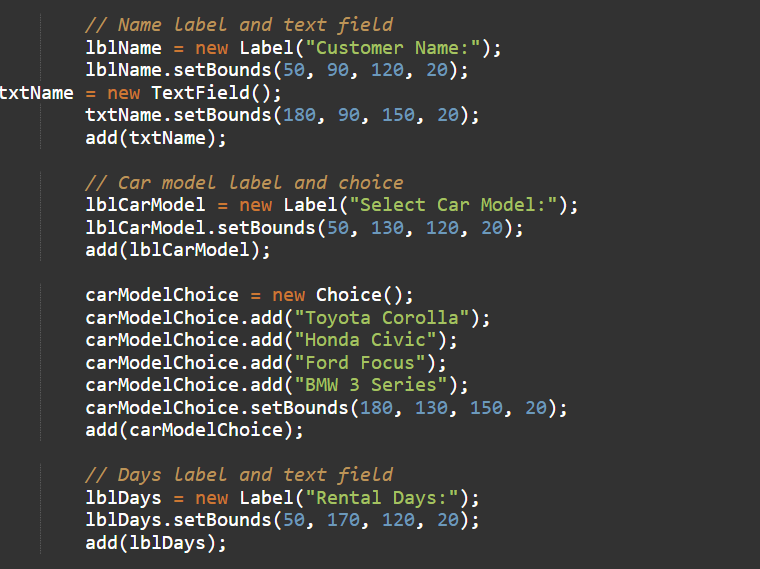 // Name label and text field
lblName = new Label("Customer Name:");
lblName.setBounds(50, 90, 120, 20);
txtName = new TextField();
txtName.setBounds(180, 90, 150, 20);
add(txtName);
// Car model label and choice
lblCarModel = new Label("Select Car Model:");
lblCarModel.setBounds(50, 130, 120, 20);
add(lblCarModel);
carModelChoice = new Choice();
carModelChoice.add("Toyota Corolla");
carModelChoice.add("Honda Civic");
carModelChoice.add("Ford Focus");
carModelChoice.add("BMW 3 Series");
carModelChoice.setBounds(180, 130, 150, 20);
add(carModelChoice);
// Days label and text field
lblDays = new Label("Rental Days:");
lblDays.setBounds(50, 170, 120, 20);
add(lblDays);